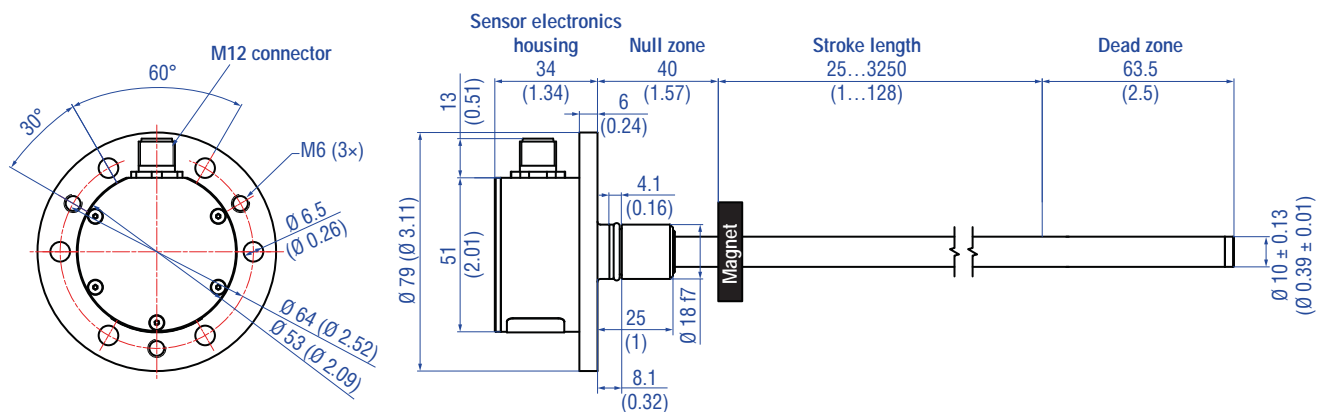 M12 connector
60°
30°
M6 (3×)
Ø 6.5
(Ø 0.26)
Ø 64 (Ø 2.52)
Ø 53 (Ø 2.09)
Sensor electronics
housing
34
(1.34)
Null zone
40
(1.57)
Stroke length
25...3250
(1...128)
Dead zone
63.5
(2.5)
13
(0.51)
6
(0.24)
4.1
(0.16)
Ø 79 (Ø 3.11)
51
(2.01)
Magnet
25
(1)
Ø 18 f7
8.1
(0.32)
Ø 10 ± 0.13
(Ø 0.39 ± 0.01)